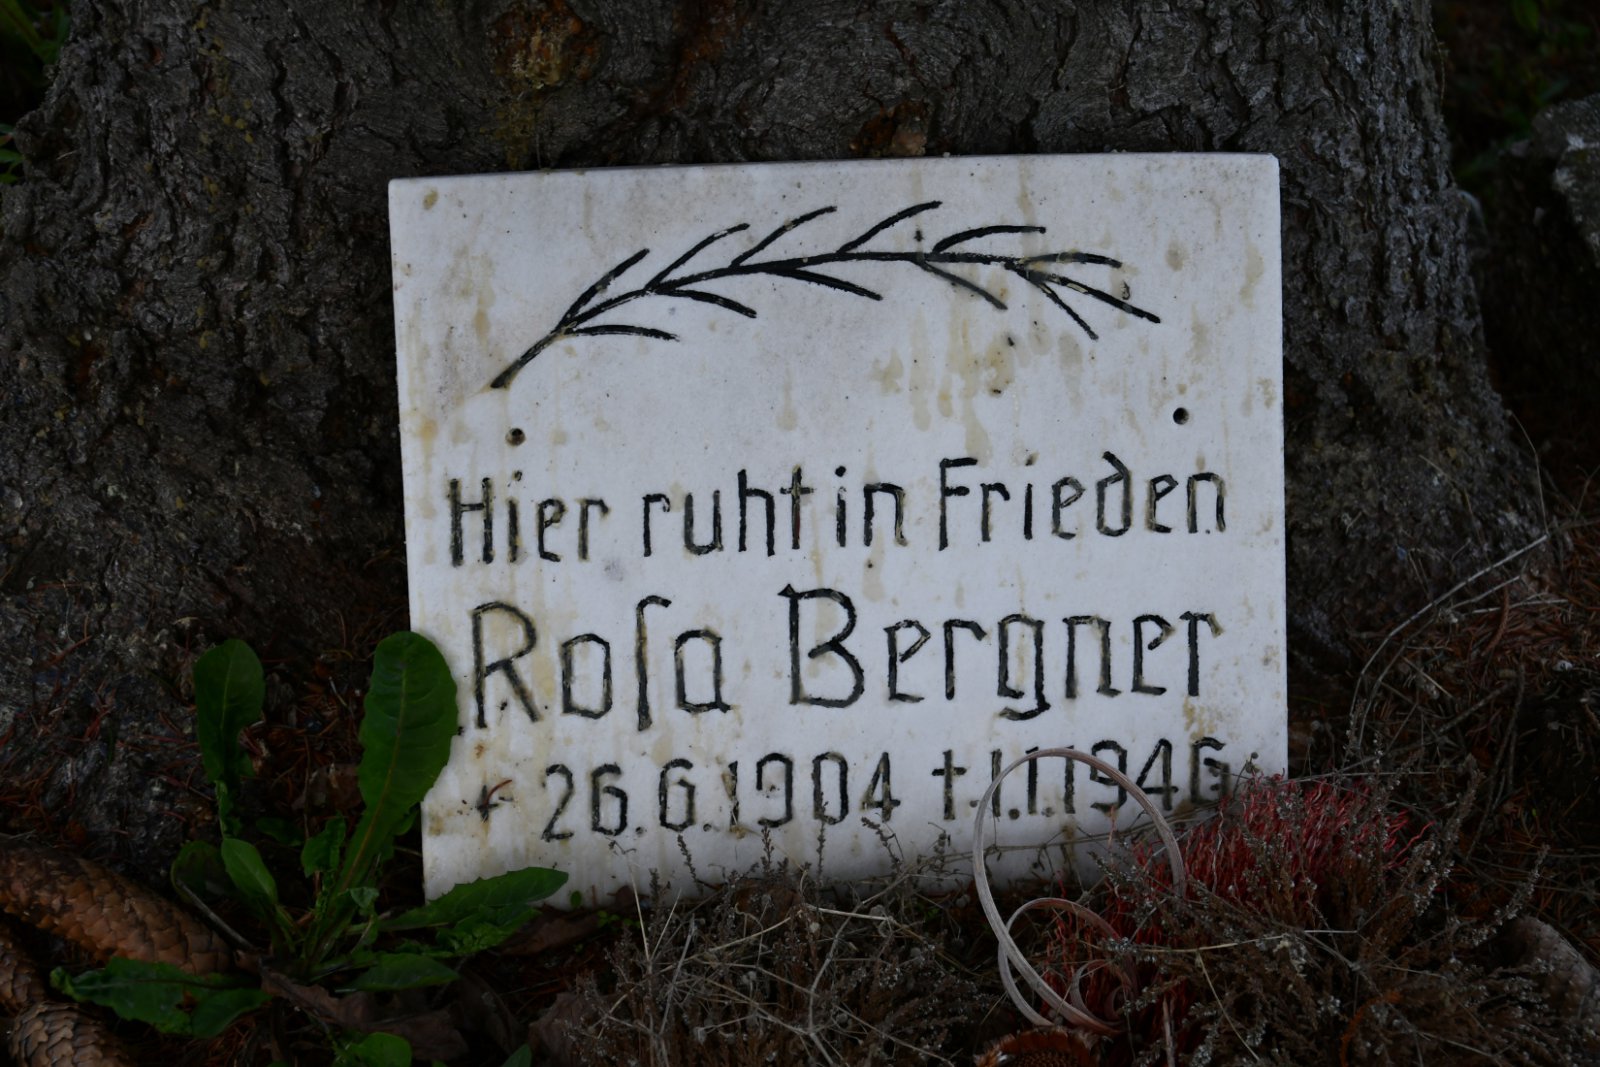 Hier ruht in Frieden
Roſa Bergner
* 26.6.1904 † 1.1.1946